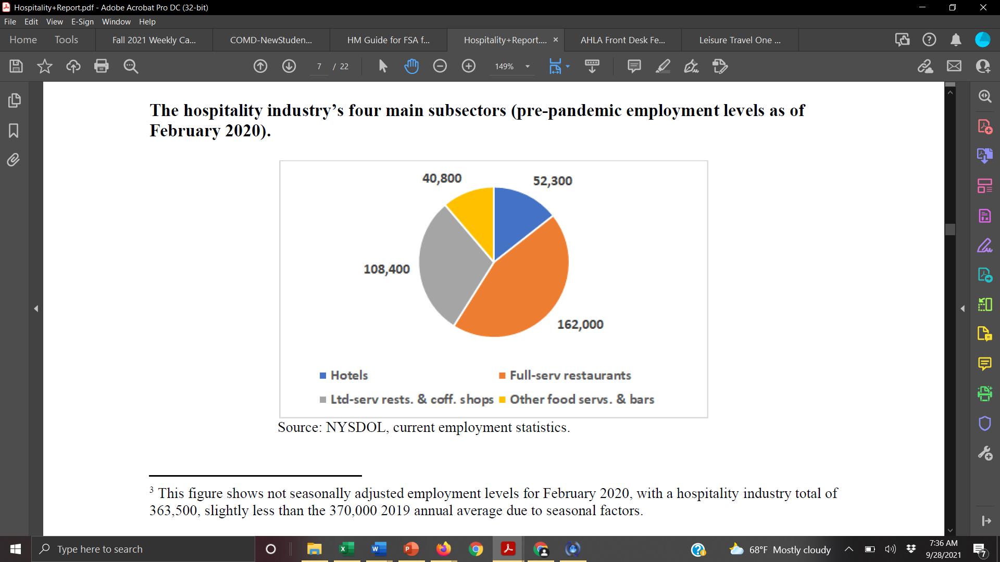 Hospitality+Report.pdf - Adobe Acrobat Pro DC (32-bit)
File Edit View E-Sign Window Help
Home Tools Fall 2021 Weekly Ca... COMD-NewStuden... HM Guide for FSA f... Hospitality+Report.... × AHLA Front Desk Fe... Leisure Travel One ...
7 / 22 149%
The hospitality industry's four main subsectors (pre-pandemic employment levels as of
February 2020).
40,800
52,300
108,400
162,000
Hotels Full-serv restaurants
Ltd-serv rests. & coff. shops Other food servs. & bars
Source: NYSDOL, current employment statistics.
3 This figure shows not seasonally adjusted employment levels for February 2020, with a hospitality industry total of
363,500, slightly less than the 370,000 2019 annual average due to seasonal factors.
Type here to search
68°F Mostly cloudy
7:36 AM
9/28/2021
7